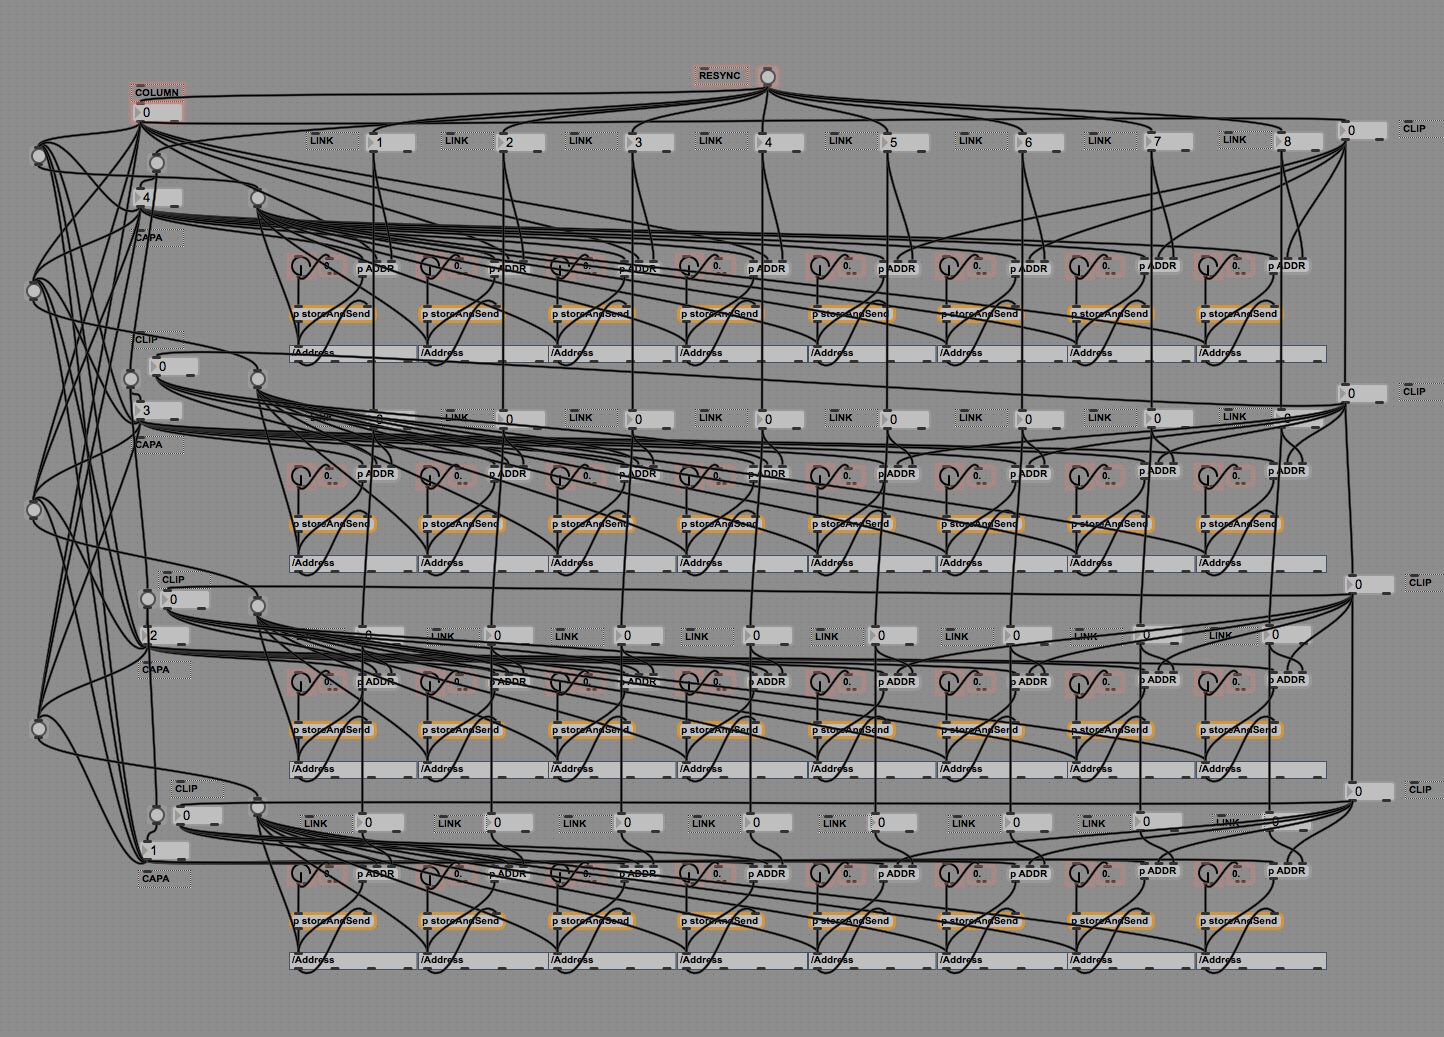 RESYNC
COLUMN
0
LINK 1 LINK 2 LINK 3 LINK 4 LINK 5 LINK 6 LINK 7 LINK 8 0 CLIP
4
CAPA
0. p ADDR 0. p ADDR 0. p ADDR 0. p ADDR 0. p ADDR 0. p ADDR 0. p ADDR 0. p ADDR
p storeAndSend p storeAndSend p storeAndSend p storeAndSend p storeAndSend p storeAndSend p storeAndSend p storeAndSend
CLIP
/Address /Address /Address /Address /Address /Address /Address /Address
0
0 CLIP
3
LINK 0 LINK 0 LINK 0 LINK 0 LINK 0 LINK 0 LINK 0 LINK 0
CAPA
0. p ADDR 0. p ADDR 0. p ADDR 0. p ADDR 0. p ADDR 0. p ADDR 0. p ADDR 0. p ADDR
p storeAndSend p storeAndSend p storeAndSend p storeAndSend p storeAndSend p storeAndSend p storeAndSend p storeAndSend
/Address /Address /Address /Address /Address /Address /Address /Address
CLIP
0 CLIP
0
2 0 LINK 0 LINK 0 LINK 0 LINK 0 LINK 0 LINK 0 LINK 0
CAPA
0. p ADDR 0. p ADDR 0. p ADDR 0. p ADDR 0. p ADDR 0. p ADDR 0. p ADDR 0. p ADDR
p storeAndSend p storeAndSend p storeAndSend p storeAndSend p storeAndSend p storeAndSend p storeAndSend p storeAndSend
/Address /Address /Address /Address /Address /Address /Address /Address
CLIP
0 CLIP
0
LINK 0 LINK 0 LINK 0 LINK 0 LINK 0 LINK 0 LINK 0 LINK 0
1
CAPA
0. p ADDR 0. p ADDR 0. p ADDR 0. p ADDR 0. p ADDR 0. p ADDR 0. p ADDR 0. p ADDR
p storeAndSend p storeAndSend p storeAndSend p storeAndSend p storeAndSend p storeAndSend p storeAndSend p storeAndSend
/Address /Address /Address /Address /Address /Address /Address /Address